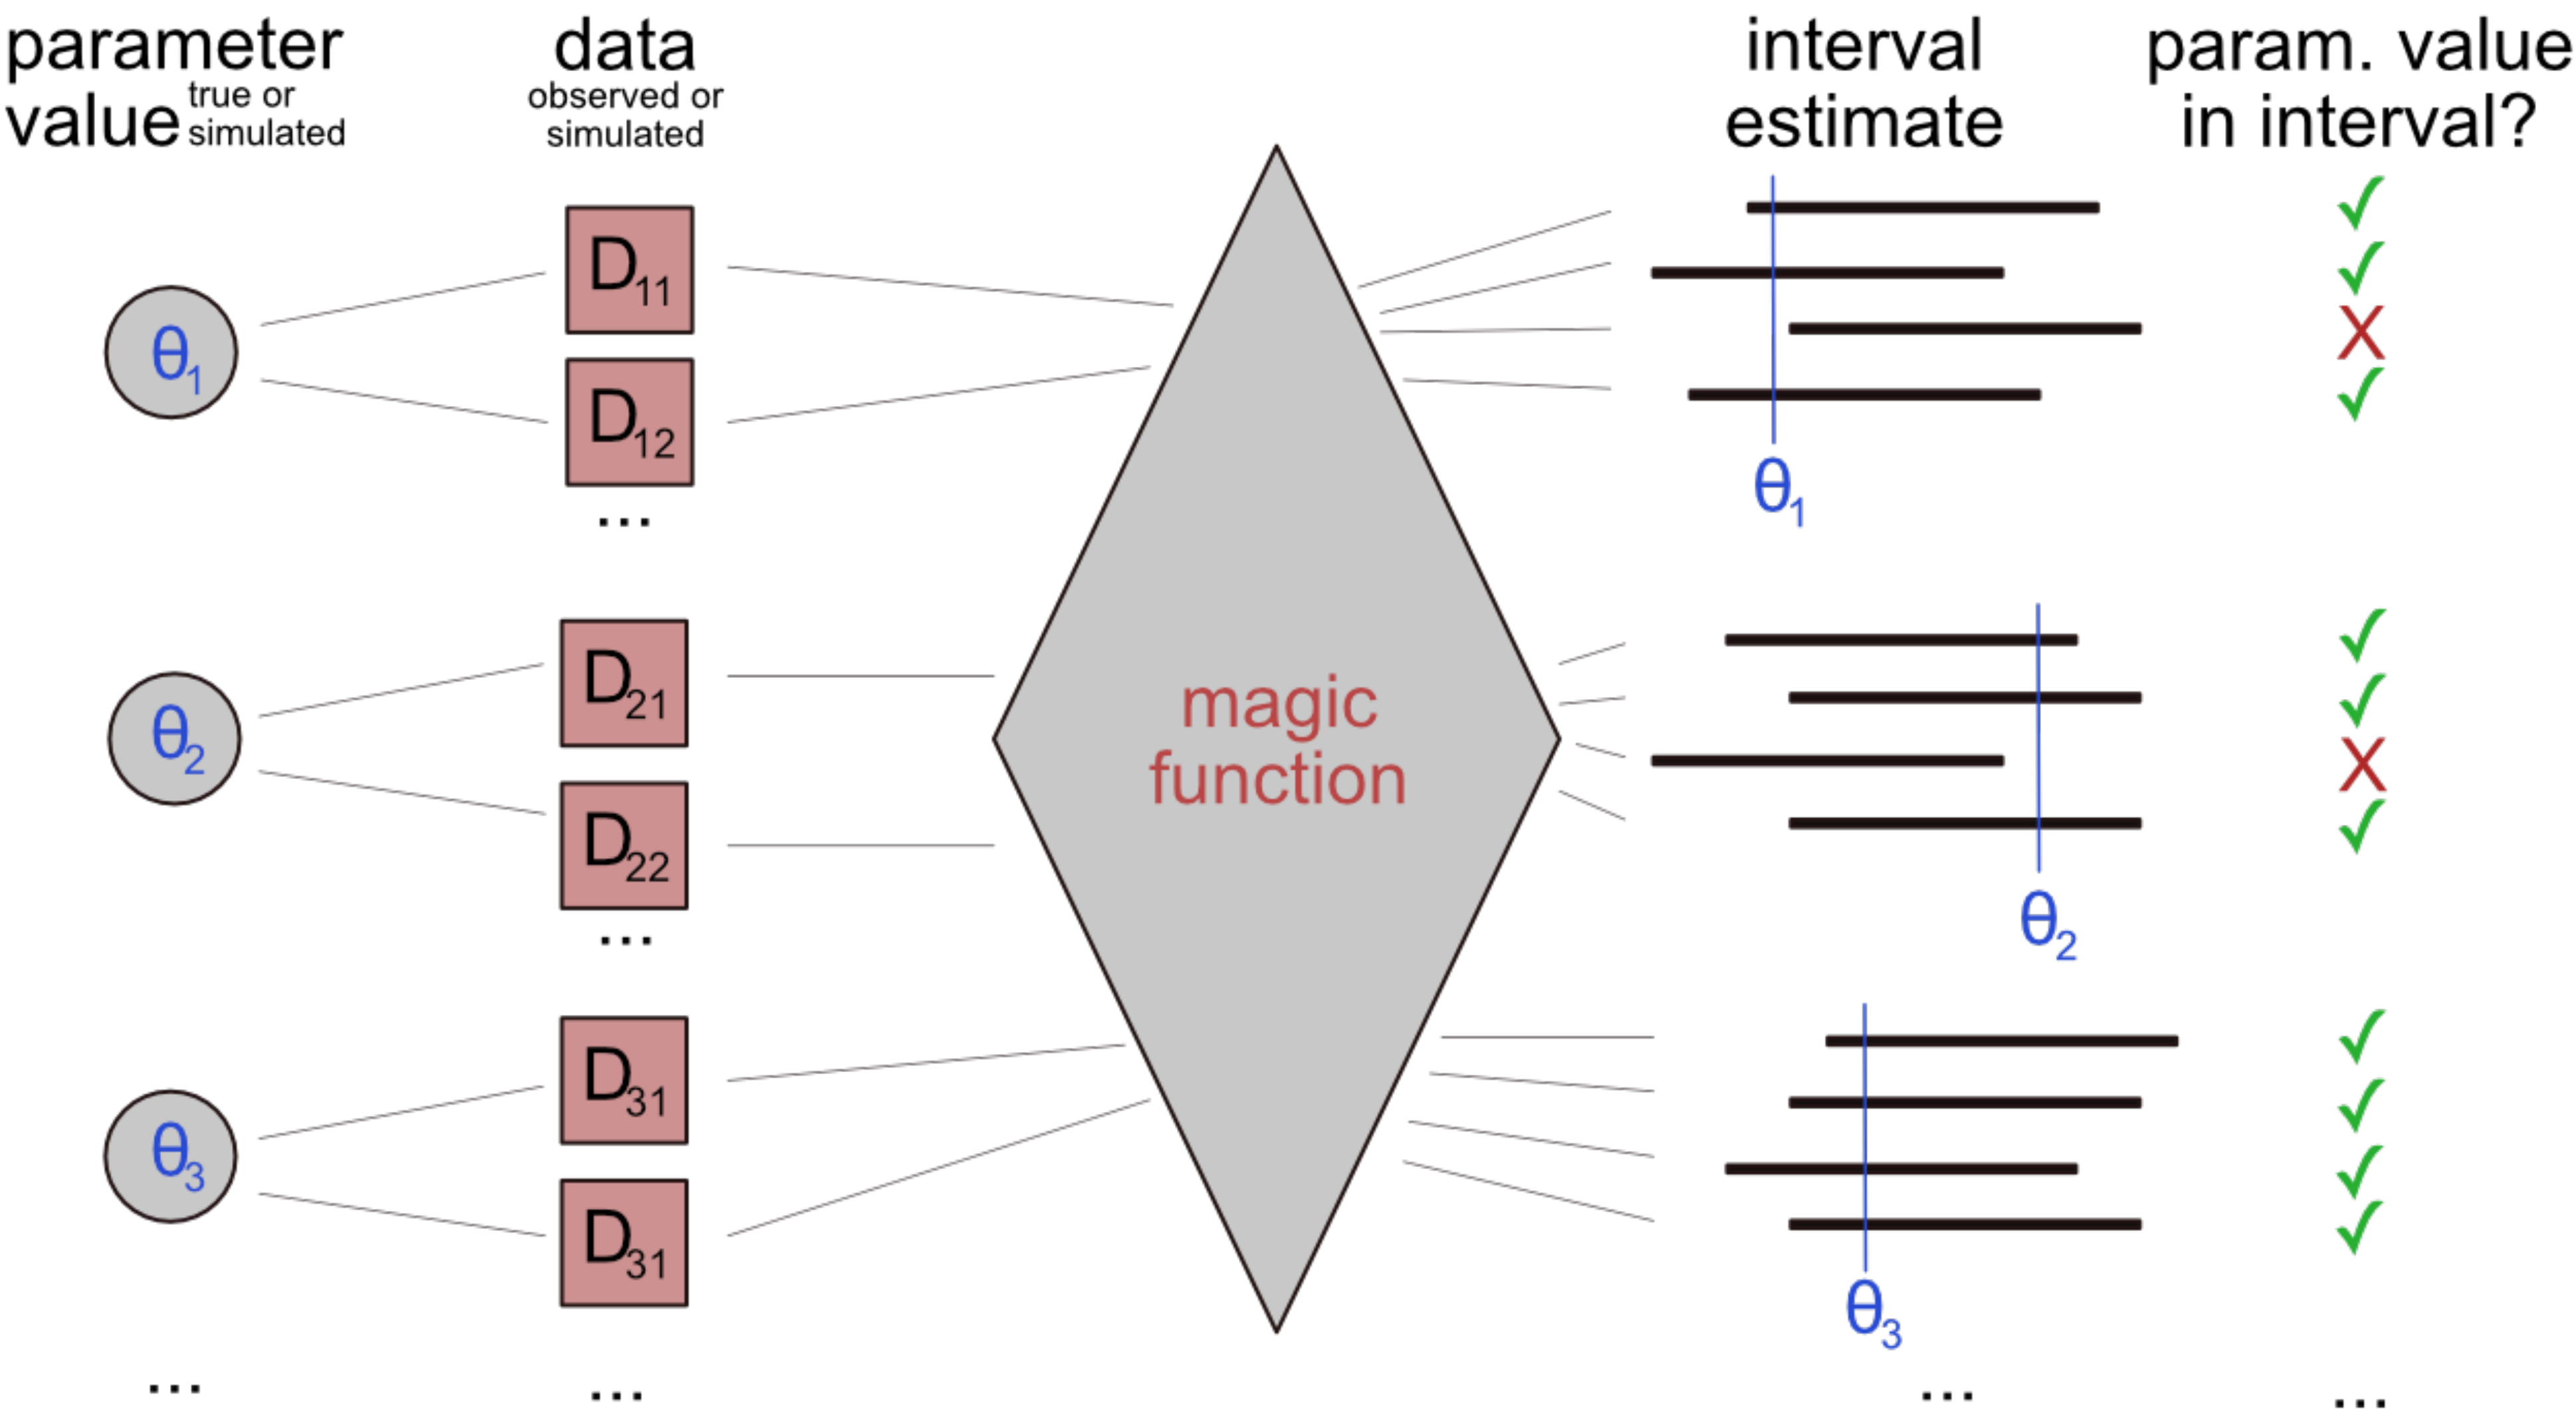 parameter
value true or
simulated
data
observed or
simulated
interval
estimate
param. value
in interval?
θ1
D11
D12
...
θ1
θ2
D21
D22
...
magic
function
θ2
θ3
D31
D31
θ3
...
...
...
...